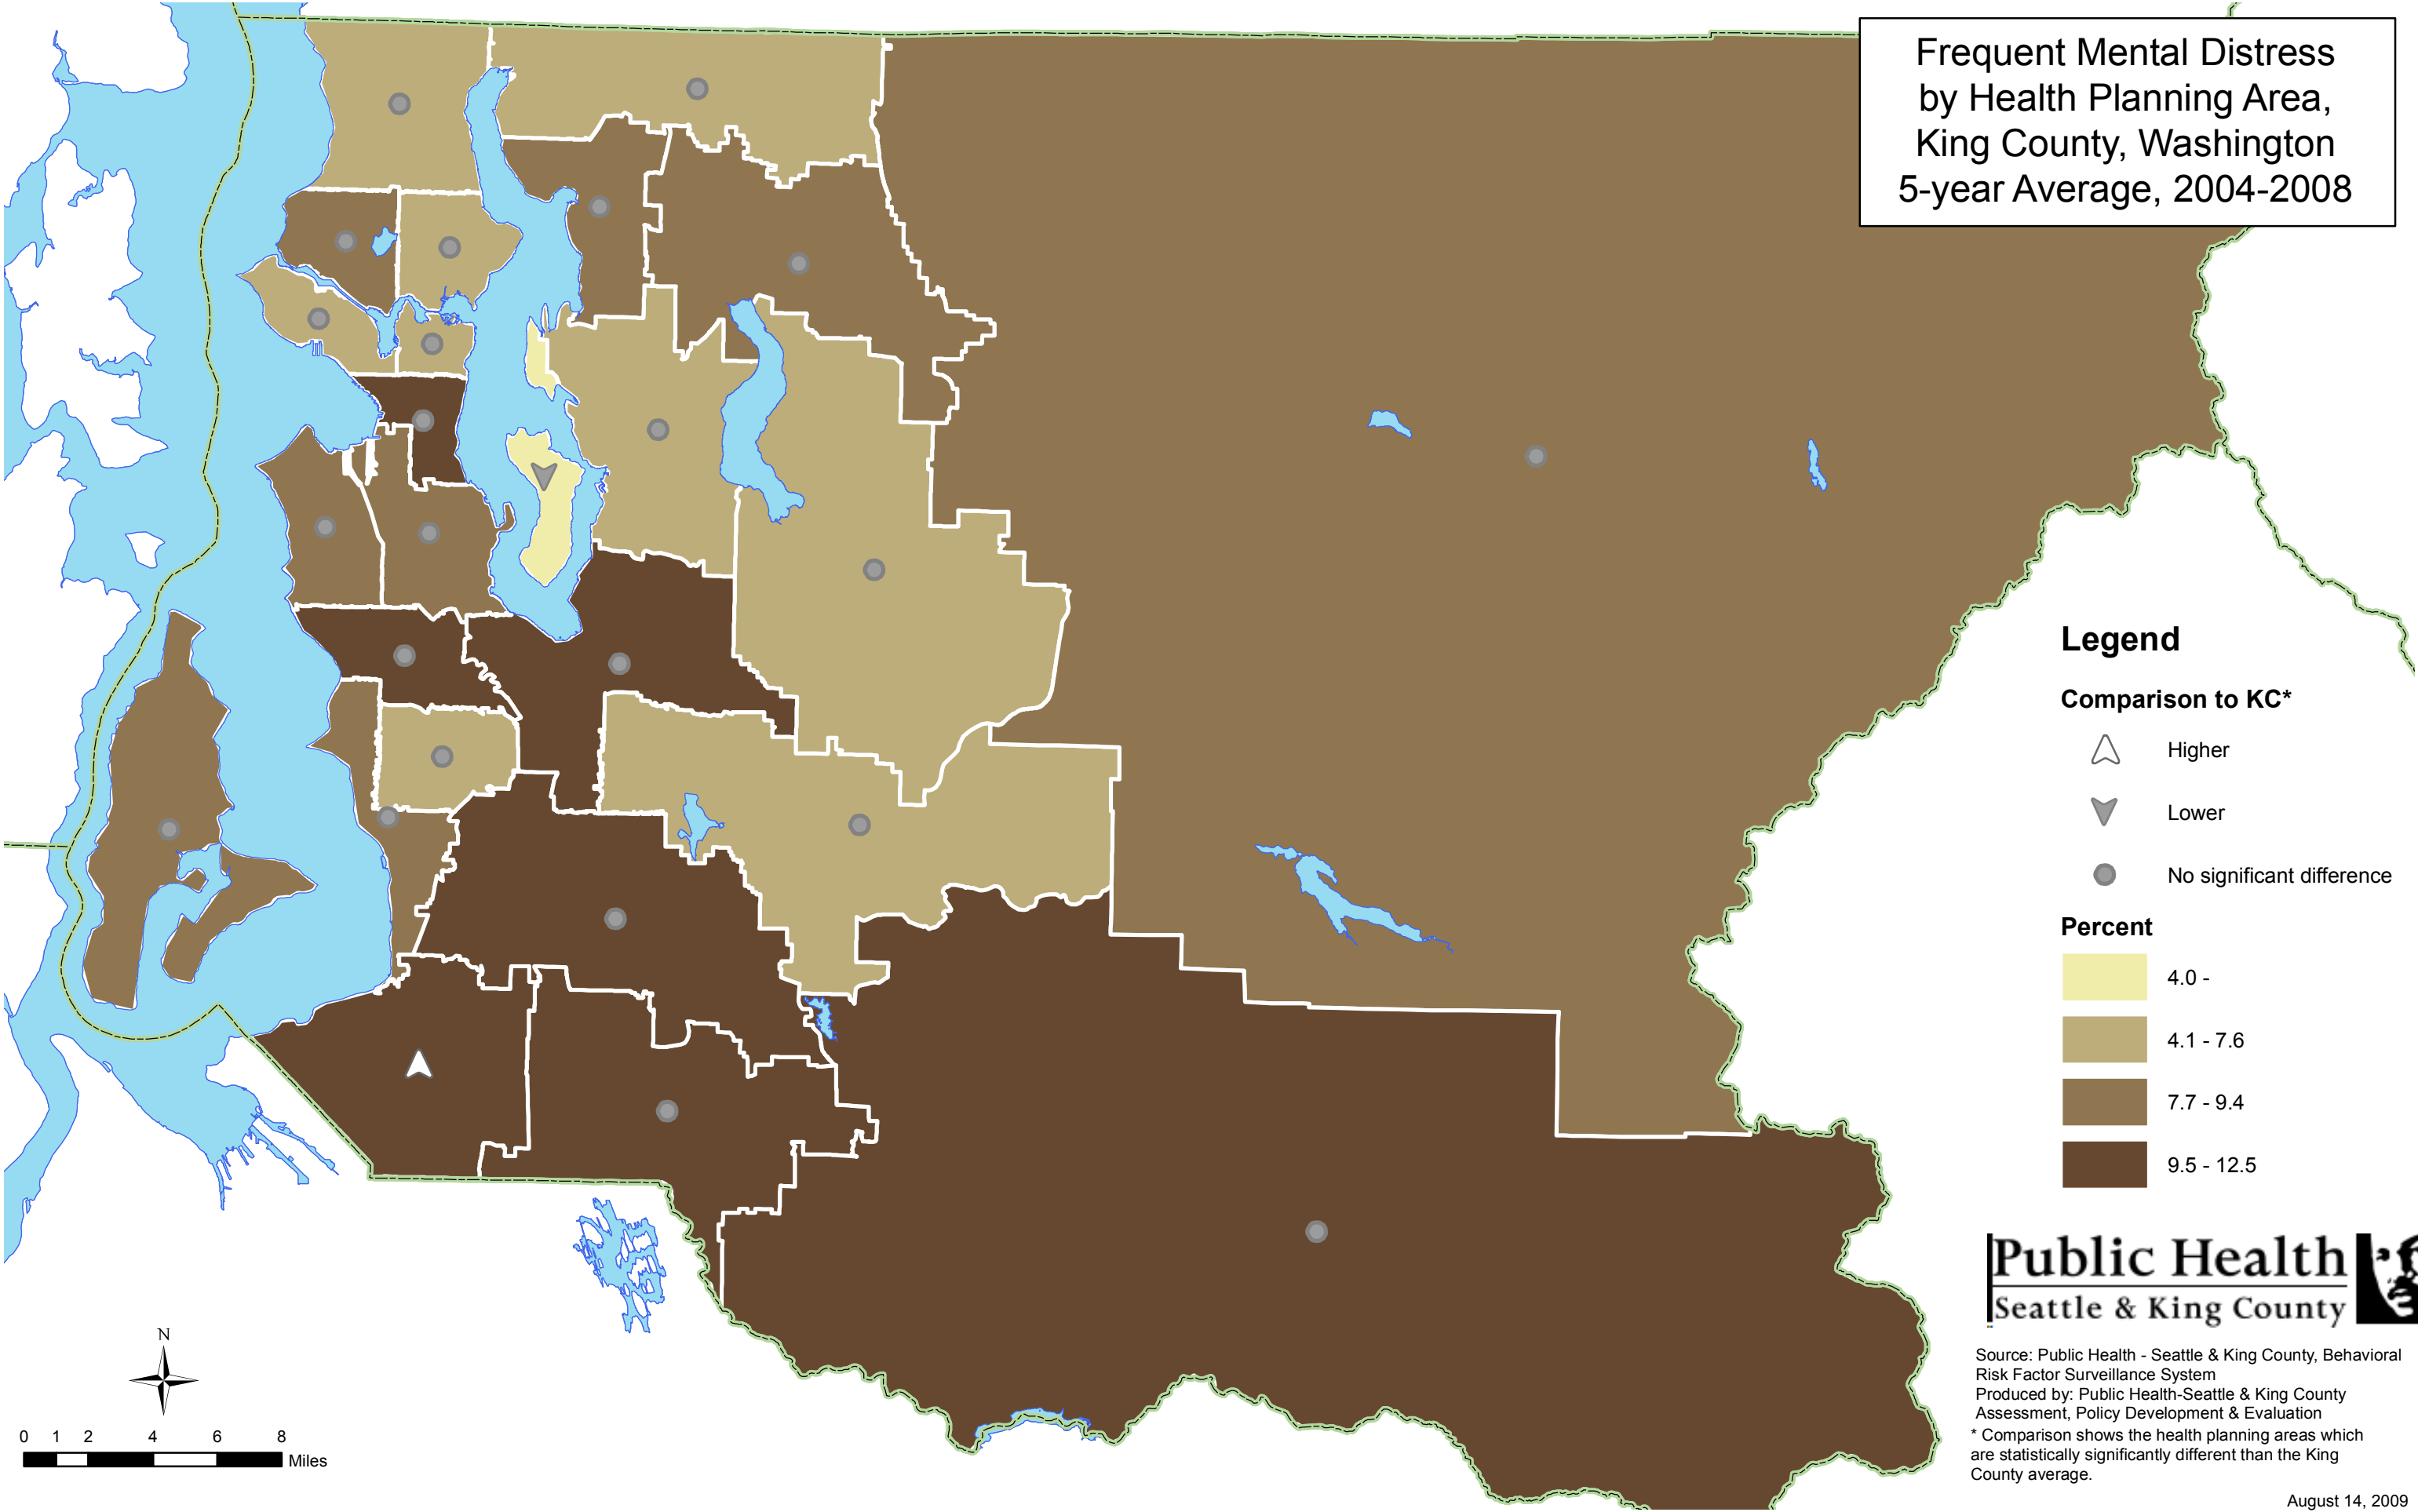 Frequent Mental Distress
by Health Planning Area,
King County, Washington
5-year Average, 2004-2008
Legend
Comparison to KC*
Higher
Lower
No significant difference
Percent
4.0 -
4.1 - 7.6
7.7 - 9.4
9.5 - 12.5
Public Health
Seattle & King County
Source: Public Health - Seattle & King County, Behavioral
Risk Factor Surveillance System
Produced by: Public Health-Seattle & King County
Assessment, Policy Development & Evaluation
* Comparison shows the health planning areas which
are statistically significantly different than the King
County average.
August 14, 2009
N
0 1 2 4 6 8
Miles